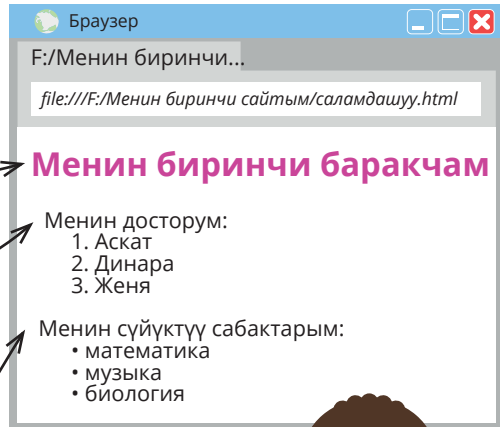 Браузер
F:/Менин биринчи...
file:///F:/Менин биринчи сайтым/саламдашуу.html
Менин биринчи баракчам
Менин досторум:
1. Аскат
2. Динара
3. Женя
Менин сүйүктүү сабактарым:
• математика
• музыка
• биология